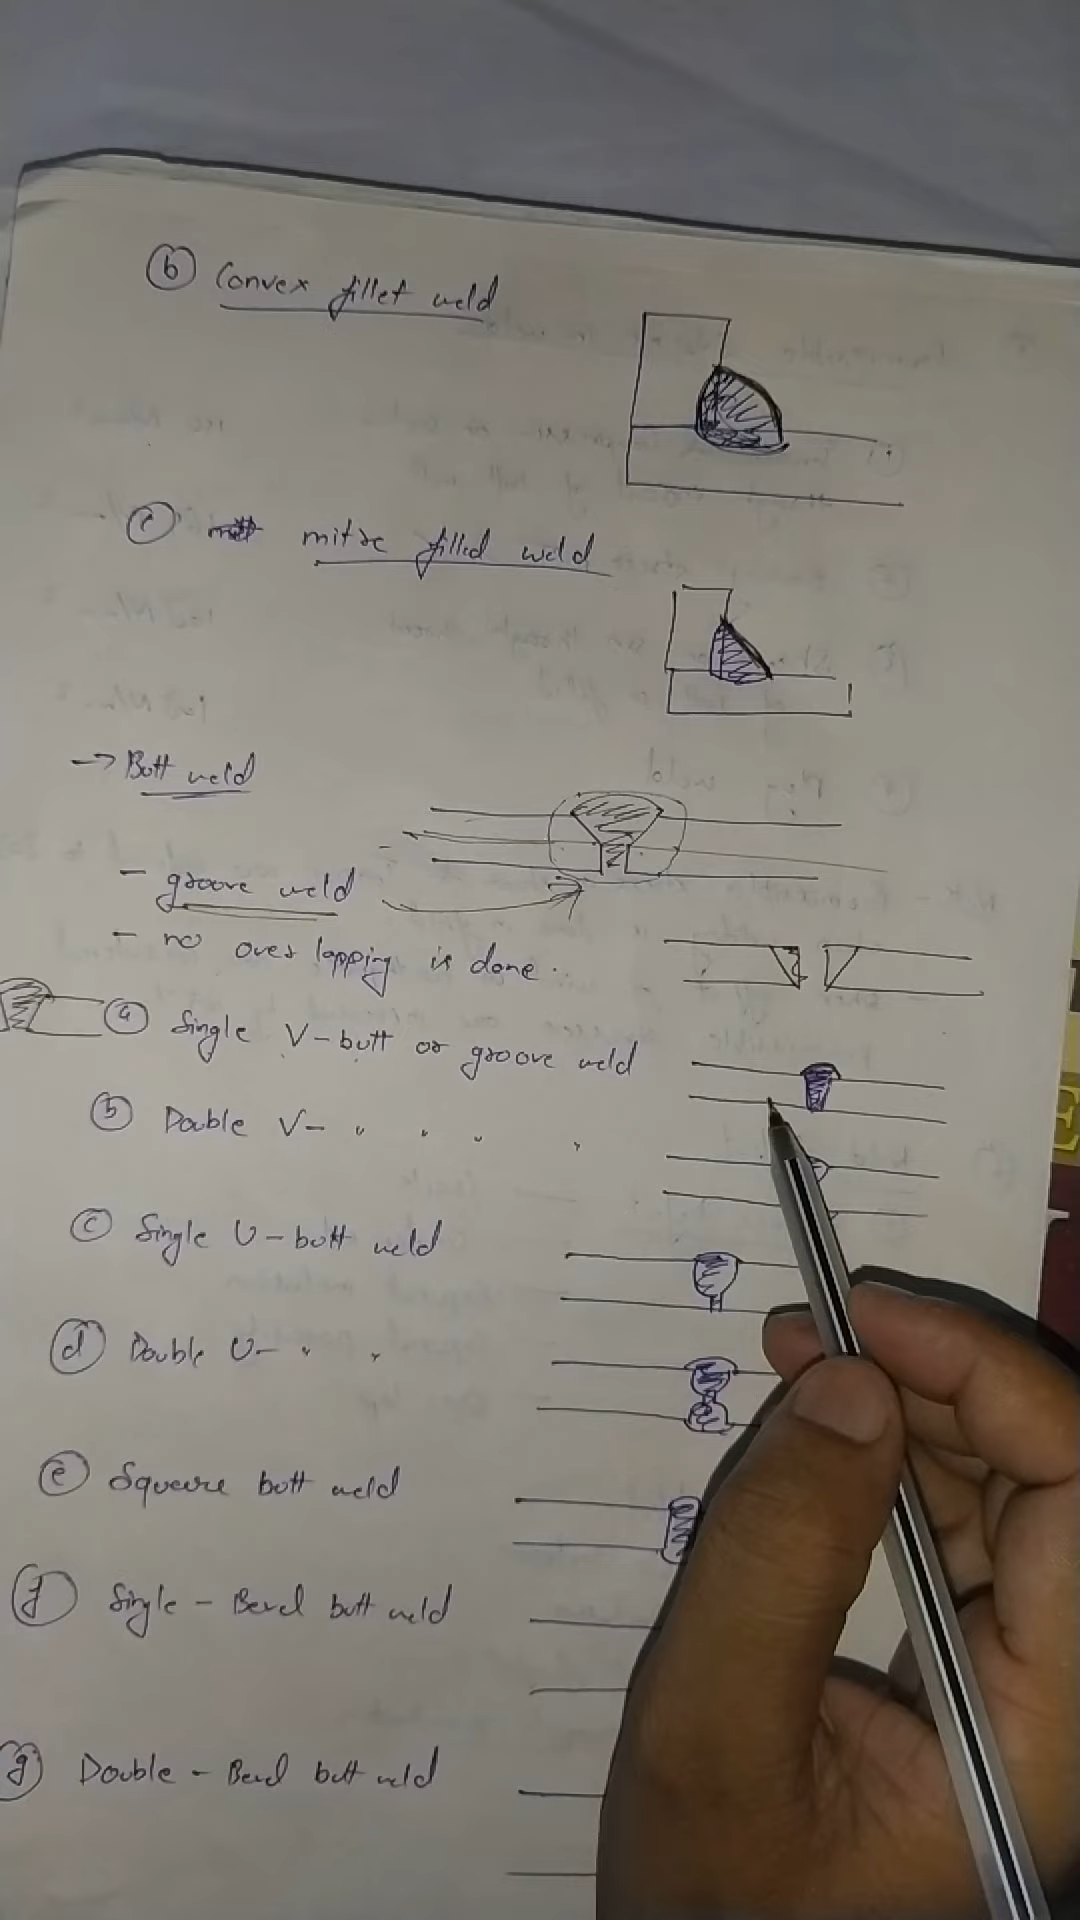 (b) Convex fillet weld
(c) mitre filled weld
→ Butt weld
- groove weld
- no over lapping is done.
(a) Single V-butt or groove weld
(b) Double V- " " " "
(c) Single U-butt weld
(d) Double U- " "
(e) Square butt weld
(f) Single - Bevel butt weld
(g) Double - Bevel butt weld